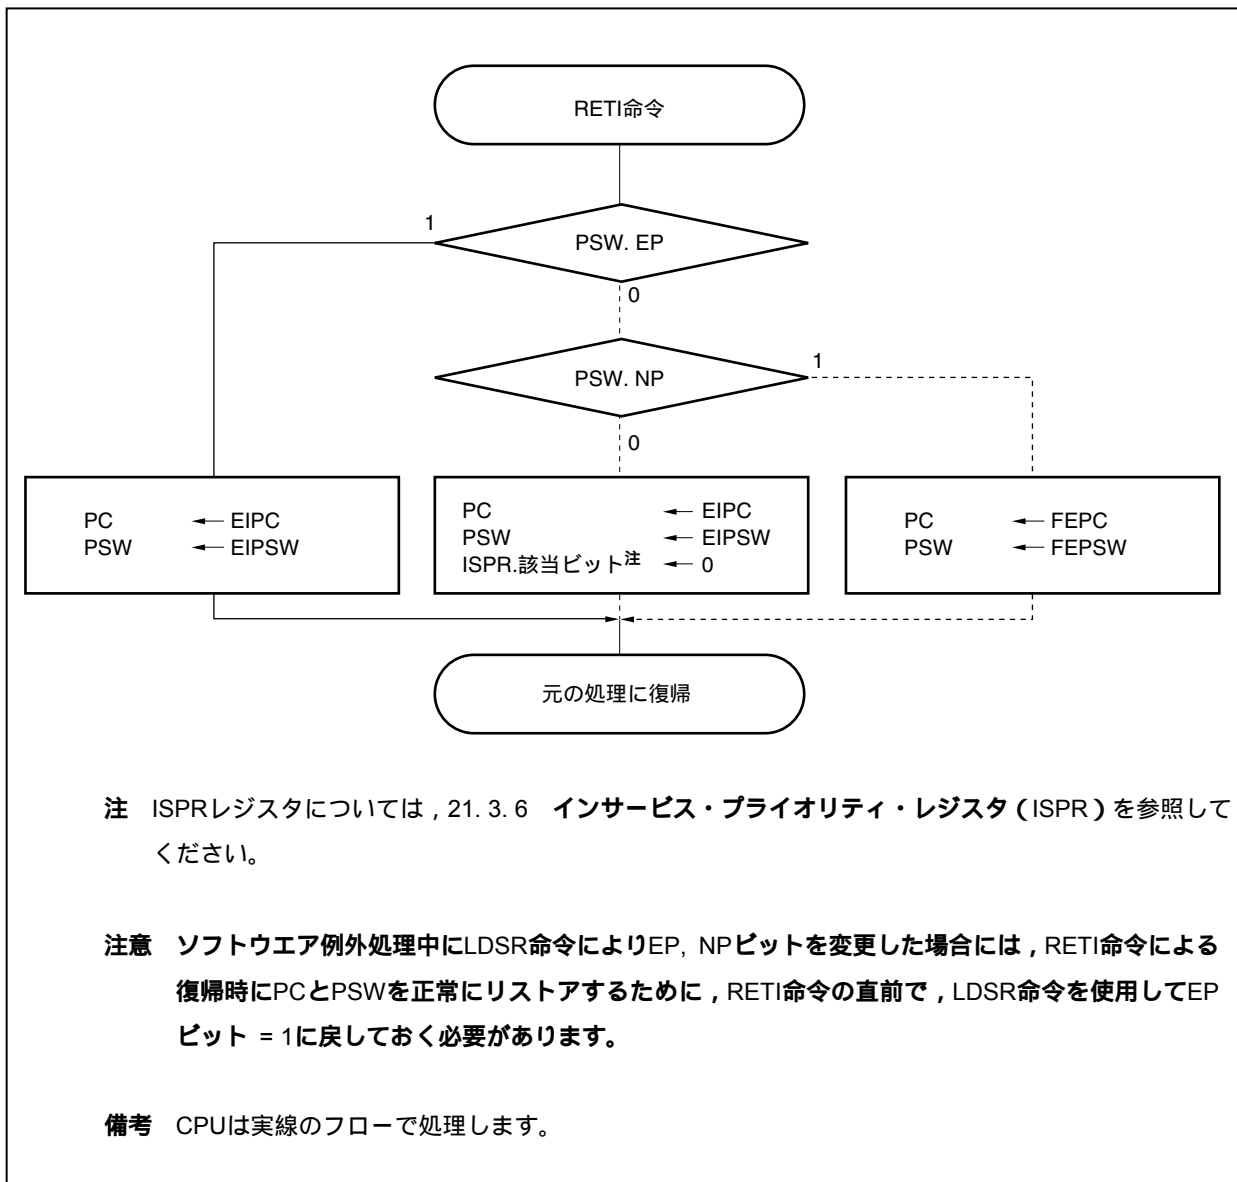 RETI命令
1
PSW. EP
0
PSW. NP
1
0
PC ← EIPC
PSW ← EIPSW
PC ← EIPC
PSW ← EIPSW
ISPR.該当ビット注 ← 0
PC ← FEPC
PSW ← FEPSW
元の処理に復帰
注 ISPRレジスタについては，21. 3. 6 インサービス・プライオリティ・レジスタ（ISPR）を参照して
ください。
注意 ソフトウエア例外処理中にLDSR命令によりEP, NPビットを変更した場合には，RETI命令による
復帰時にPCとPSWを正常にリストアするために，RETI命令の直前で，LDSR命令を使用してEP
ビット = 1に戻しておく必要があります。
備考 CPUは実線のフローで処理します。